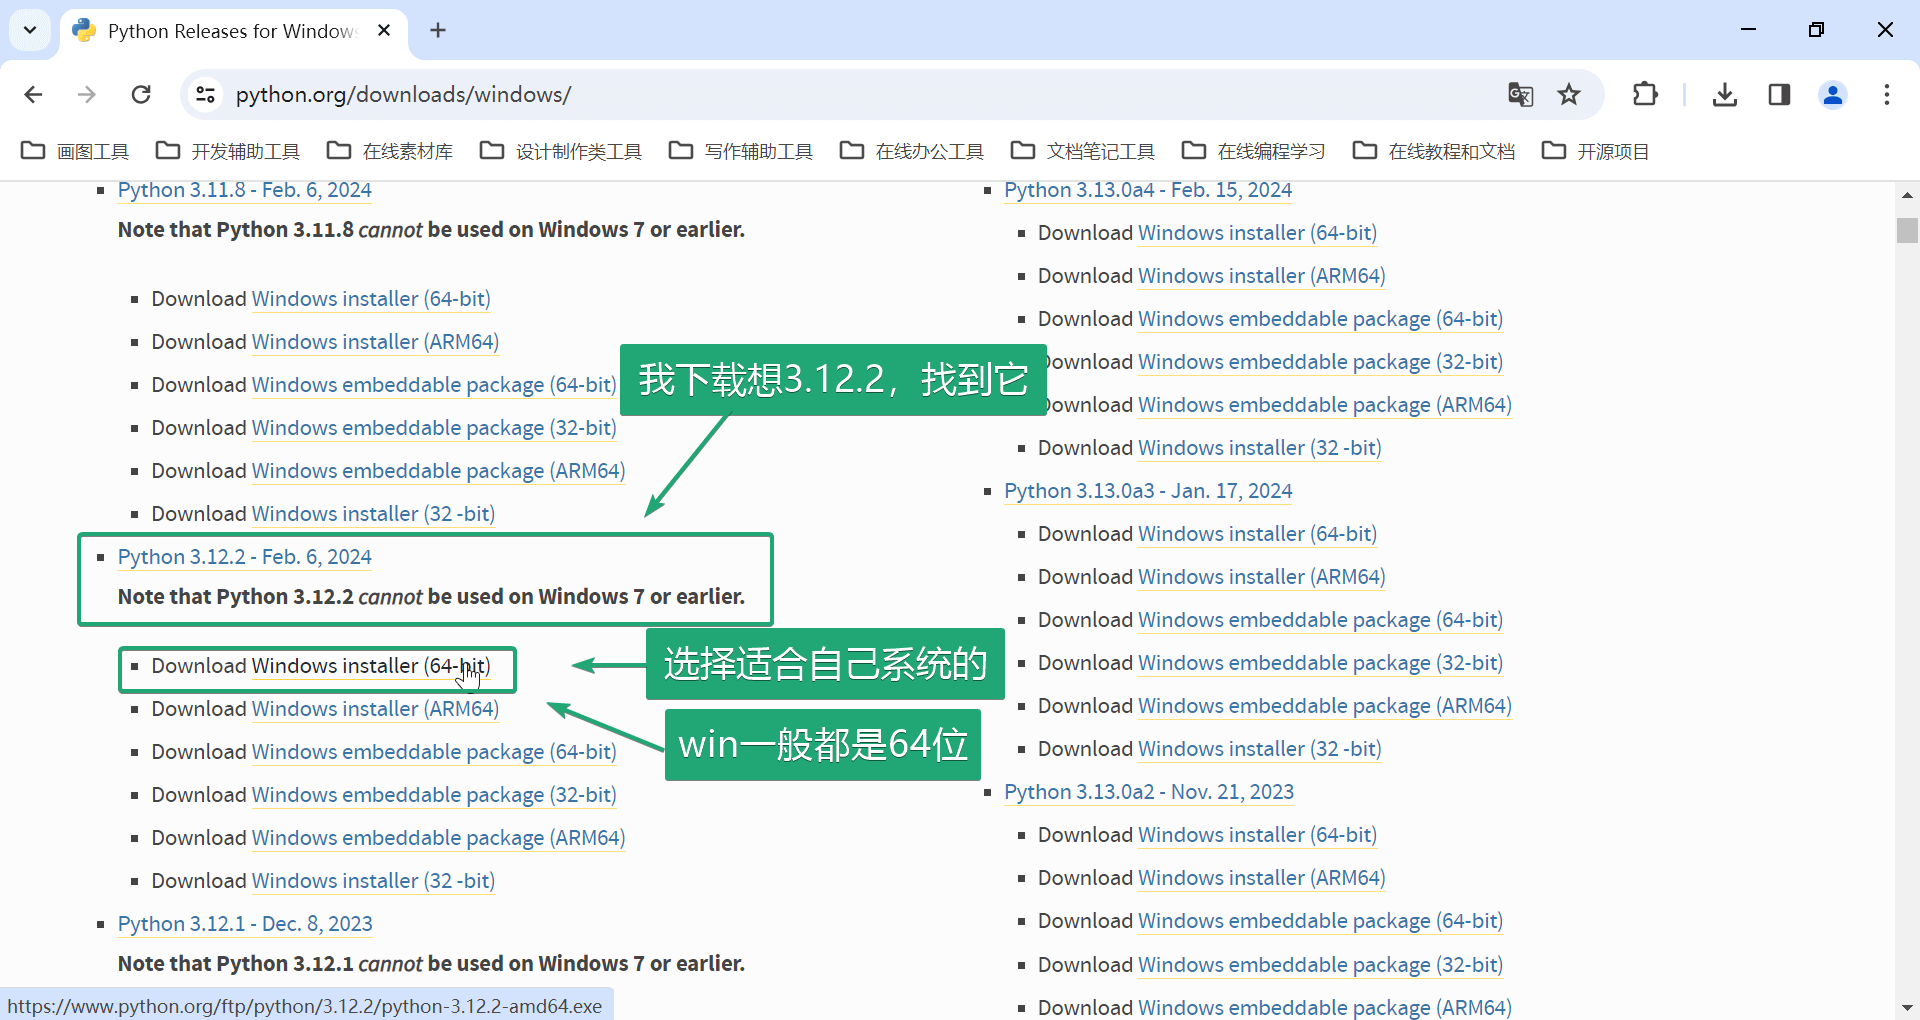 Python Releases for Windows
python.org/downloads/windows/
画图工具
开发辅助工具
在线素材库
设计制作类工具
写作辅助工具
在线办公工具
文档笔记工具
在线编程学习
在线教程和文档
开源项目
Python 3.11.8 - Feb. 6, 2024
Note that Python 3.11.8 cannot be used on Windows 7 or earlier.
Download Windows installer (64-bit)
Download Windows installer (ARM64)
Download Windows embeddable package (64-bit)
Download Windows embeddable package (32-bit)
Download Windows embeddable package (ARM64)
Download Windows installer (32 -bit)
我下载想3.12.2，找到它
Python 3.12.2 - Feb. 6, 2024
Note that Python 3.12.2 cannot be used on Windows 7 or earlier.
Download Windows installer (64-bit)
选择适合自己系统的
Download Windows installer (ARM64)
win一般都是64位
Download Windows embeddable package (64-bit)
Download Windows embeddable package (32-bit)
Download Windows embeddable package (ARM64)
Download Windows installer (32 -bit)
Python 3.12.1 - Dec. 8, 2023
Note that Python 3.12.1 cannot be used on Windows 7 or earlier.
Python 3.13.0a4 - Feb. 15, 2024
Download Windows installer (64-bit)
Download Windows installer (ARM64)
Download Windows embeddable package (64-bit)
Download Windows embeddable package (32-bit)
Download Windows embeddable package (ARM64)
Download Windows installer (32 -bit)
Python 3.13.0a3 - Jan. 17, 2024
Download Windows installer (64-bit)
Download Windows installer (ARM64)
Download Windows embeddable package (64-bit)
Download Windows embeddable package (32-bit)
Download Windows embeddable package (ARM64)
Download Windows installer (32 -bit)
Python 3.13.0a2 - Nov. 21, 2023
Download Windows installer (64-bit)
Download Windows installer (ARM64)
Download Windows embeddable package (64-bit)
Download Windows embeddable package (32-bit)
Download Windows embeddable package (ARM64)
https://www.python.org/ftp/python/3.12.2/python-3.12.2-amd64.exe